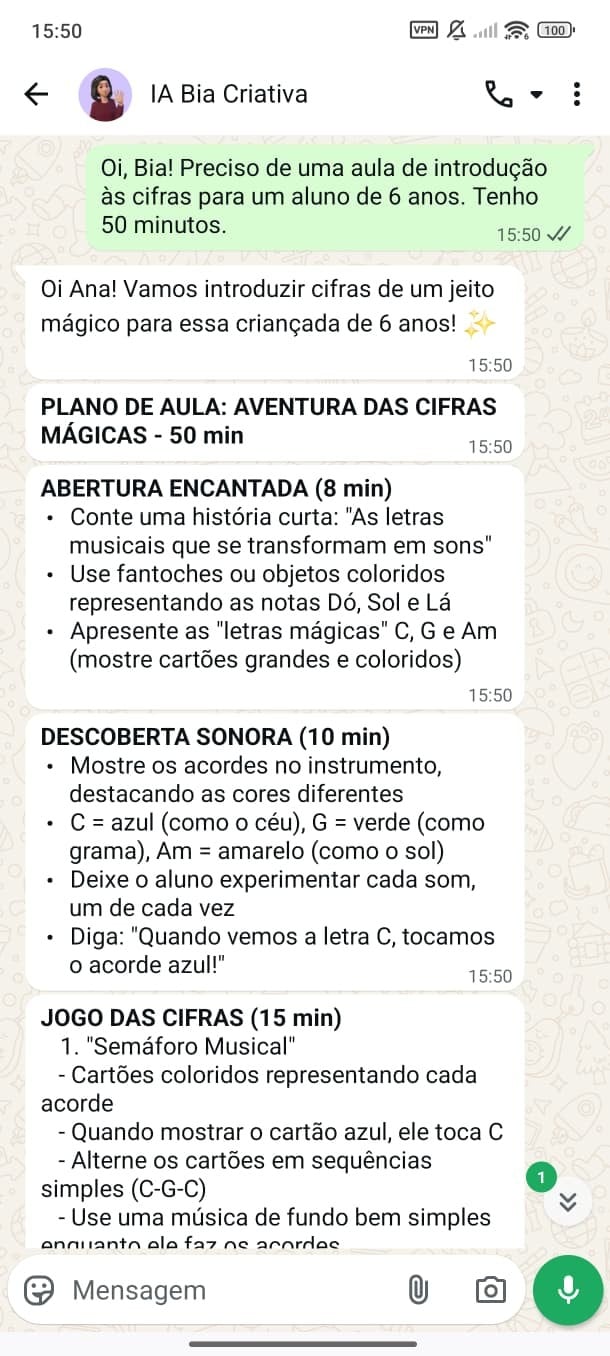 15:50
VPN
6
100
IA Bia Criativa
Oi, Bia! Preciso de uma aula de introdução
às cifras para um aluno de 6 anos. Tenho
50 minutos.
15:50
Oi Ana! Vamos introduzir cifras de um jeito
mágico para essa criançada de 6 anos! ✨
15:50
PLANO DE AULA: AVENTURA DAS CIFRAS
MÁGICAS - 50 min
15:50
ABERTURA ENCANTADA (8 min)
• Conte uma história curta: "As letras
musicais que se transformam em sons"
• Use fantoches ou objetos coloridos
representando as notas Dó, Sol e Lá
• Apresente as "letras mágicas" C, G e Am
(mostre cartões grandes e coloridos)
15:50
DESCOBERTA SONORA (10 min)
• Mostre os acordes no instrumento,
destacando as cores diferentes
• C = azul (como o céu), G = verde (como
grama), Am = amarelo (como o sol)
• Deixe o aluno experimentar cada som,
um de cada vez
• Diga: "Quando vemos a letra C, tocamos
o acorde azul!"
15:50
JOGO DAS CIFRAS (15 min)
1. "Semáforo Musical"
- Cartões coloridos representando cada
acorde
- Quando mostrar o cartão azul, ele toca C
- Alterne os cartões em sequências
simples (C-G-C)
- Use uma música de fundo bem simples
enquanto ele faz os acordes
1
Mensagem